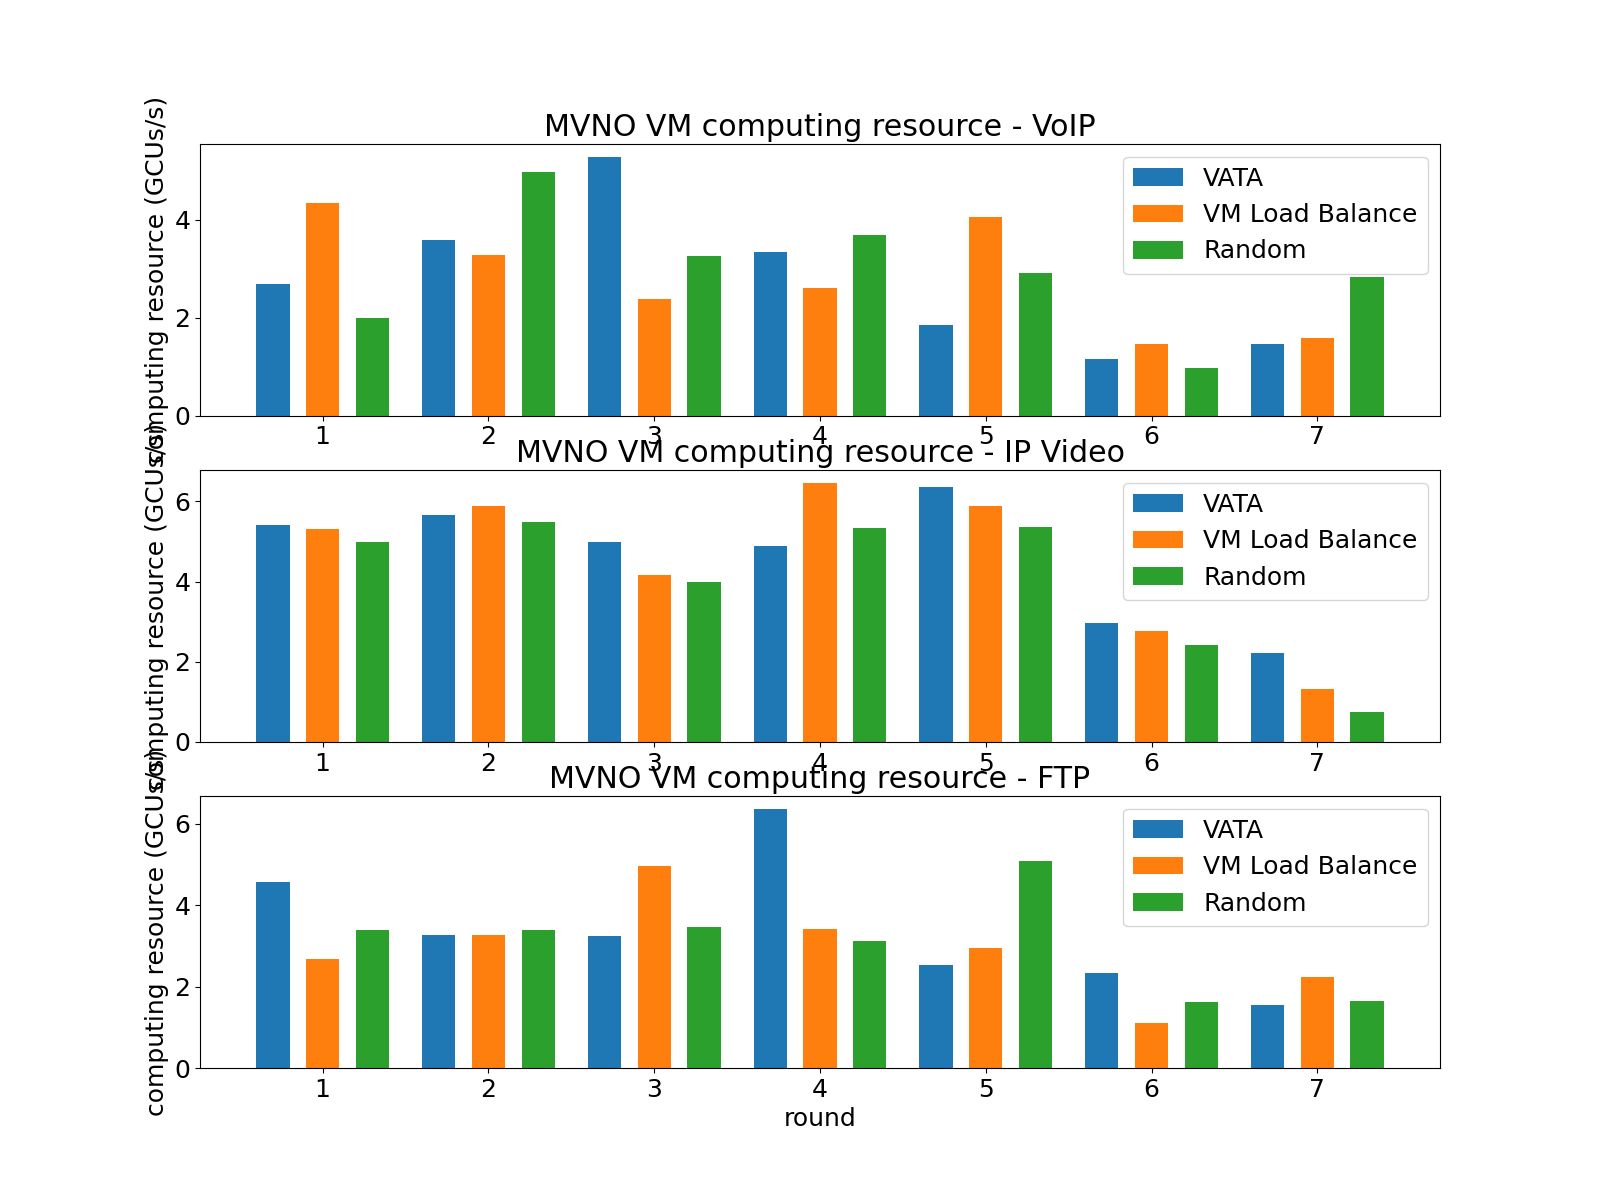 MVNO VM computing resource - VoIP
computing resource (GCUs/s)
4
2
0
1 2 3 4 5 6 7
VATA
VM Load Balance
Random
MVNO VM computing resource - IP Video
computing resource (GCUs/s)
6
4
2
0
1 2 3 4 5 6 7
VATA
VM Load Balance
Random
MVNO VM computing resource - FTP
computing resource (GCUs/s)
6
4
2
0
1 2 3 4 5 6 7
round
VATA
VM Load Balance
Random